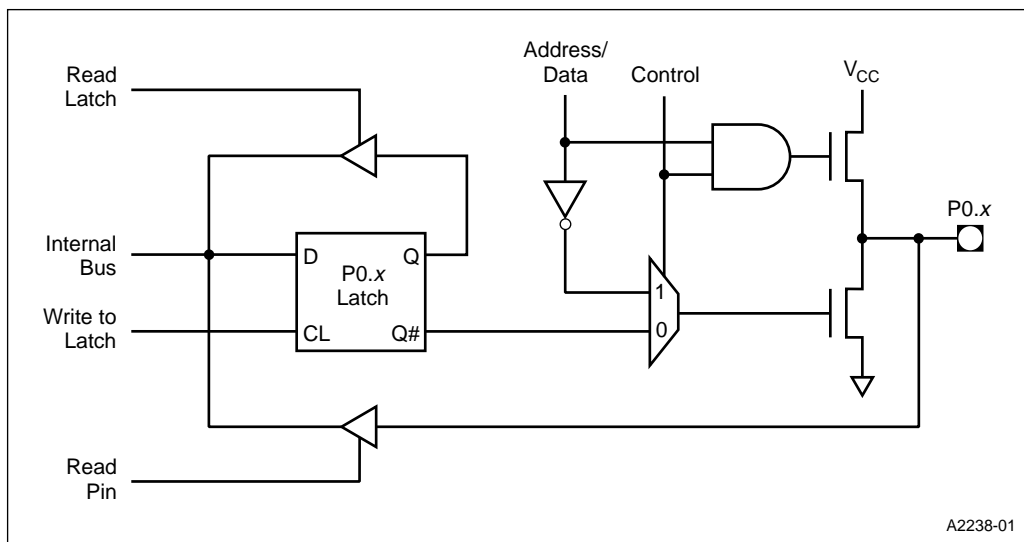 Address/
Data
Control
V_CC
Read
Latch
P0.x
Internal
Bus
D
Q
P0.x
Latch
Write to
Latch
CL
Q#
1
0
Read
Pin
A2238-01